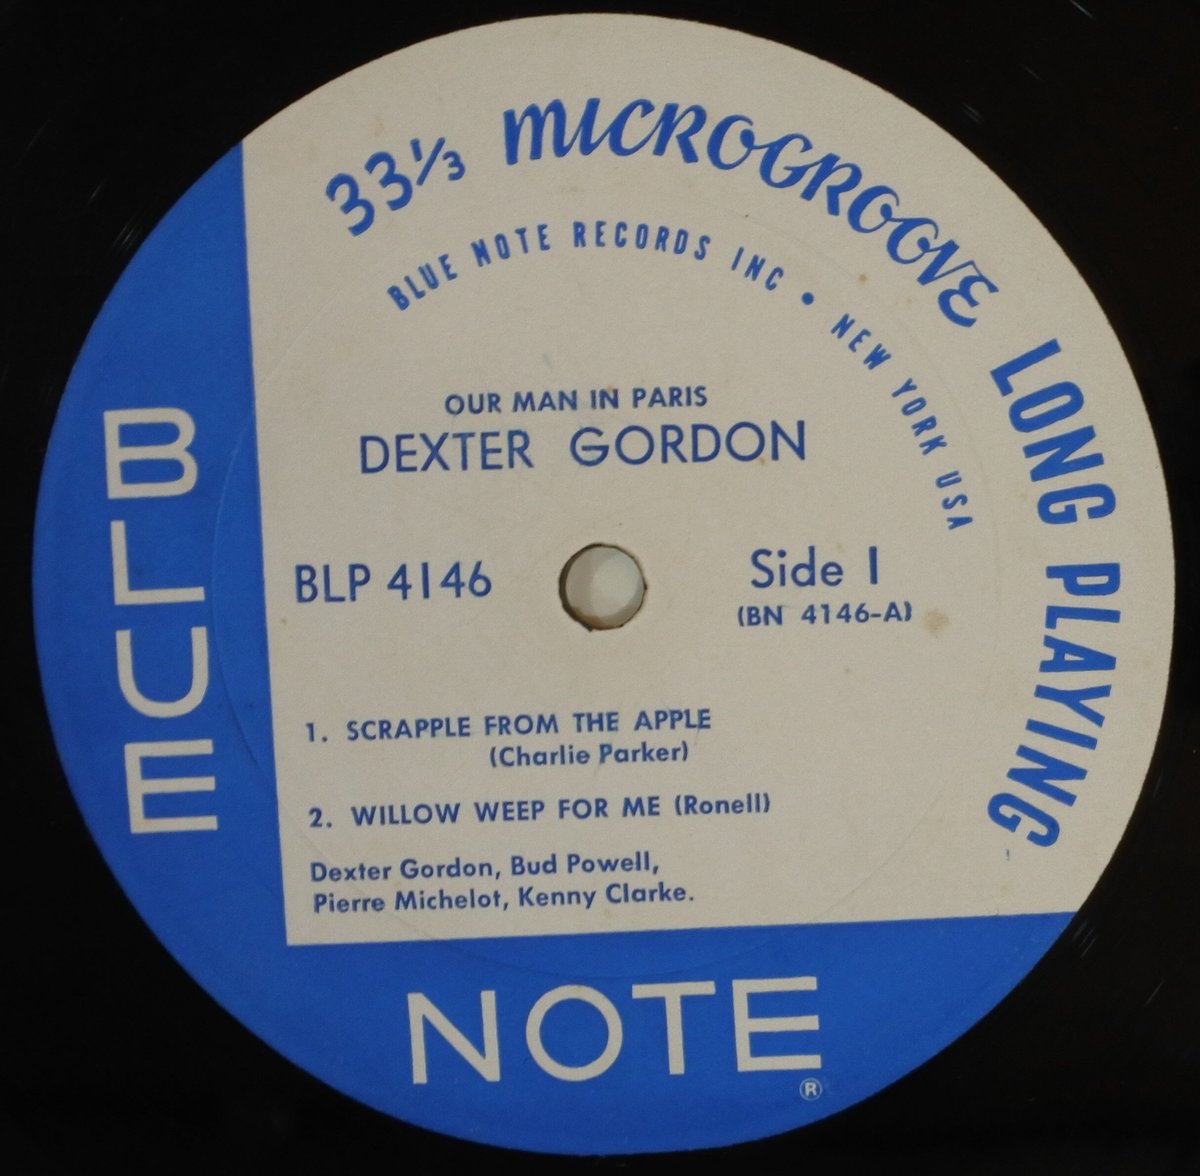 33⅓ MICROGROOVE LONG PLAYING
BLUE NOTE RECORDS INC • NEW YORK USA
OUR MAN IN PARIS
DEXTER GORDON
BLP 4146
Side 1
(BN 4146-A)
1. SCRAPPLE FROM THE APPLE
(Charlie Parker)
2. WILLOW WEEP FOR ME (Ronell)
Dexter Gordon, Bud Powell,
Pierre Michelot, Kenny Clarke.
BLUE
NOTE
®